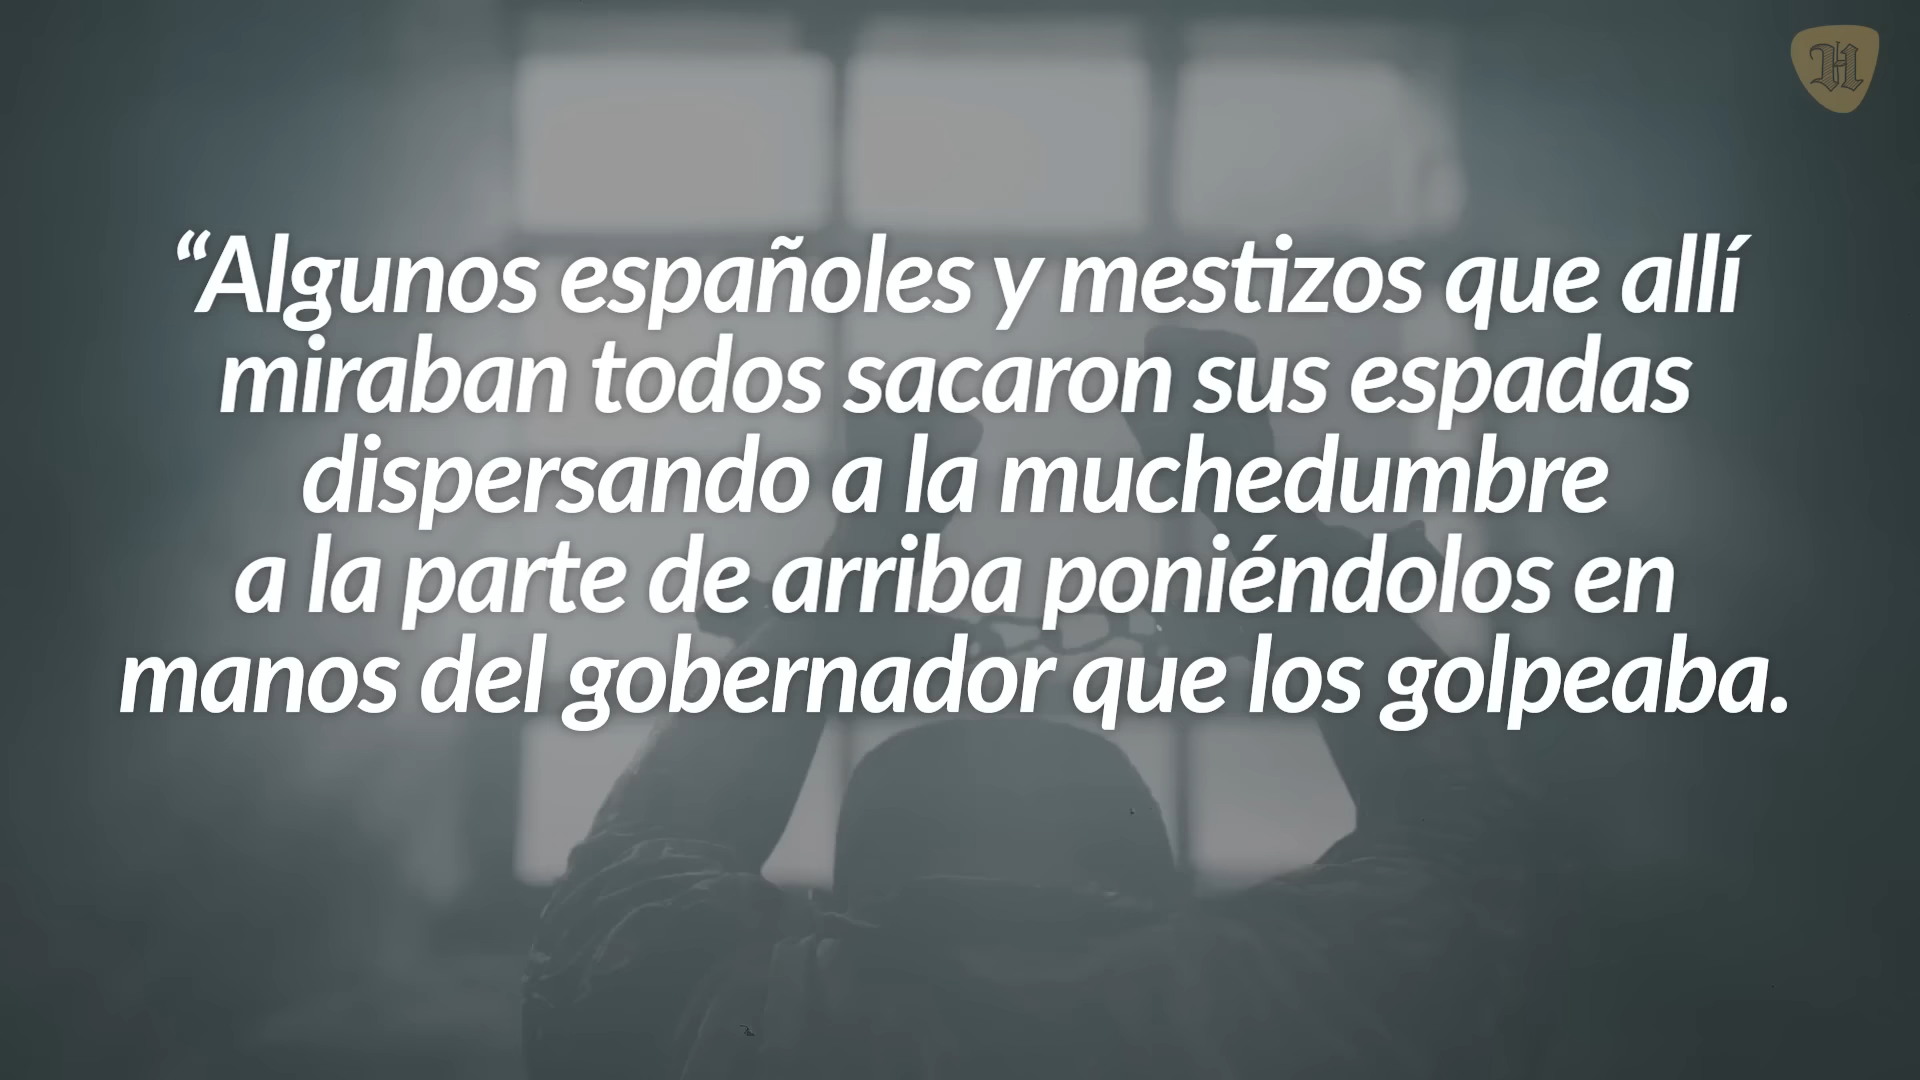 “Algunos españoles y mestizos que allí
miraban todos sacaron sus espadas
dispersando a la muchedumbre
a la parte de arriba poniéndolos en
manos del gobernador que los golpeaba.
H